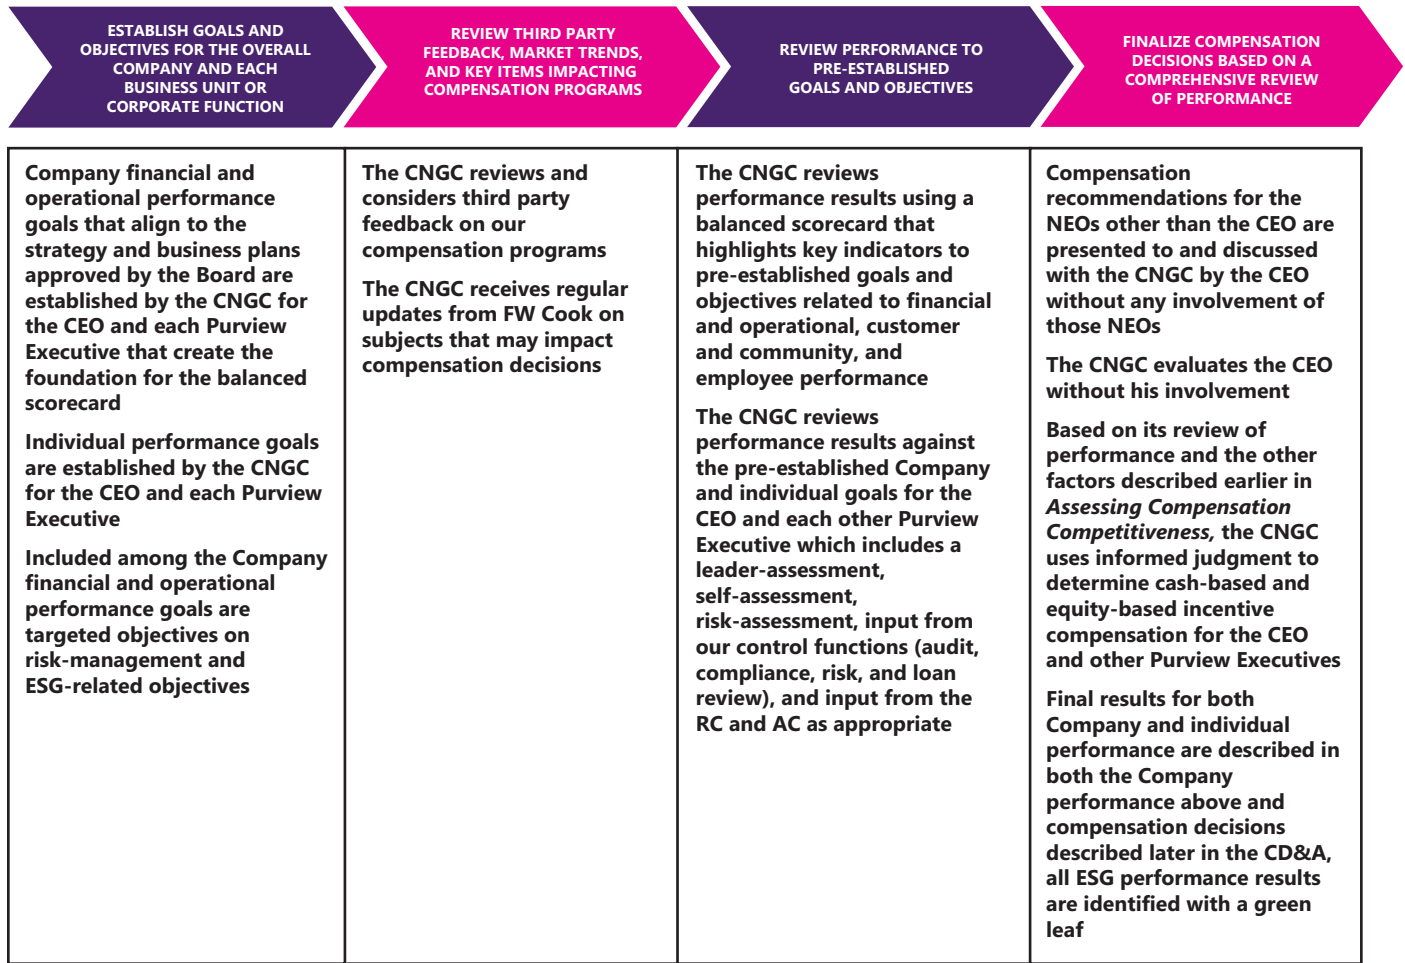 ESTABLISH GOALS AND
OBJECTIVES FOR THE OVERALL
COMPANY AND EACH
BUSINESS UNIT OR
CORPORATE FUNCTION
REVIEW THIRD PARTY
FEEDBACK, MARKET TRENDS,
AND KEY ITEMS IMPACTING
COMPENSATION PROGRAMS
REVIEW PERFORMANCE TO
PRE-ESTABLISHED
GOALS AND OBJECTIVES
FINALIZE COMPENSATION
DECISIONS BASED ON A
COMPREHENSIVE REVIEW
OF PERFORMANCE
Company financial and
operational performance
goals that align to the
strategy and business plans
approved by the Board are
established by the CNGC for
the CEO and each Purview
Executive that create the
foundation for the balanced
scorecard
Individual performance goals
are established by the CNGC
for the CEO and each Purview
Executive
Included among the Company
financial and operational
performance goals are
targeted objectives on
risk-management and
ESG-related objectives
The CNGC reviews and
considers third party
feedback on our
compensation programs
The CNGC receives regular
updates from FW Cook on
subjects that may impact
compensation decisions
The CNGC reviews
performance results using a
balanced scorecard that
highlights key indicators to
pre-established goals and
objectives related to financial
and operational, customer
and community, and
employee performance
The CNGC reviews
performance results against
the pre-established Company
and individual goals for the
CEO and each other Purview
Executive which includes a
leader-assessment,
self-assessment,
risk-assessment, input from
our control functions (audit,
compliance, risk, and loan
review), and input from the
RC and AC as appropriate
Compensation
recommendations for the
NEOs other than the CEO are
presented to and discussed
with the CNGC by the CEO
without any involvement of
those NEOs
The CNGC evaluates the CEO
without his involvement
Based on its review of
performance and the other
factors described earlier in
Assessing Compensation
Competitiveness, the CNGC
uses informed judgment to
determine cash-based and
equity-based incentive
compensation for the CEO
and other Purview Executives
Final results for both
Company and individual
performance are described in
both the Company
performance above and
compensation decisions
described later in the CD&A,
all ESG performance results
are identified with a green
leaf